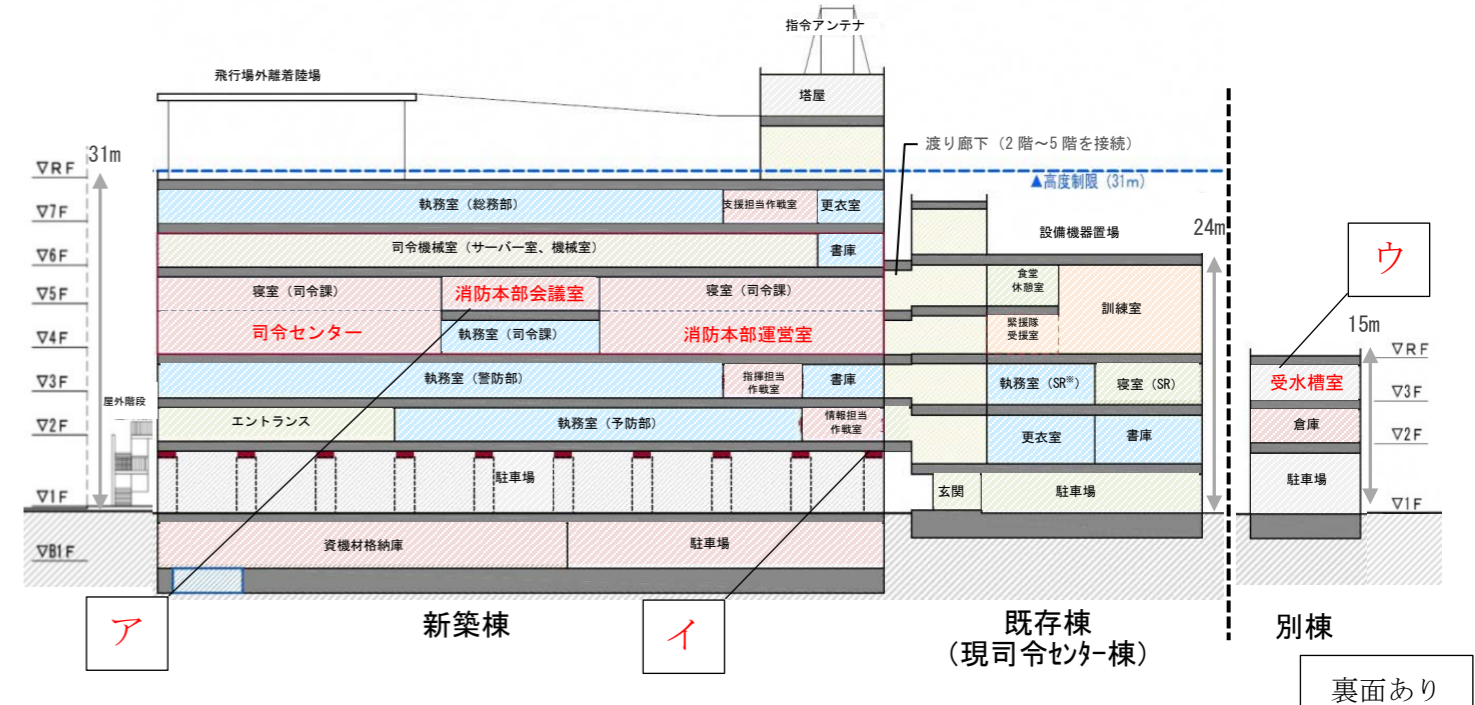 指令アンテナ
飛行場外離着陸場
塔屋
渡り廊下（2 階～5 階を接続）
31m
▽RF
▲高度制限（31m）
執務室（総務部）
支援担当作戦室
更衣室
▽7F
24m
設備機器置場
司令機械室（サーバー室、機械室）
書庫
▽6F
ウ
食堂
休憩室
寝室（司令課）
消防本部会議室
寝室（司令課）
▽5F
訓練室
15m
緊援隊
受援室
司令センター
執務室（司令課）
消防本部運営室
▽4F
▽RF
執務室（警防部）
指揮担当
作戦室
書庫
執務室（SR※）
寝室（SR）
受水槽室
▽3F
▽3F
屋外階段
エントランス
執務室（予防部）
情報担当
作戦室
▽2F
更衣室
書庫
倉庫
▽2F
駐車場
玄関
駐車場
駐車場
▽1F
▽1F
資機材格納庫
駐車場
▽B1F
ア
新築棟
イ
既存棟
（現司令ｾﾝﾀｰ棟）
別棟
裏面あり